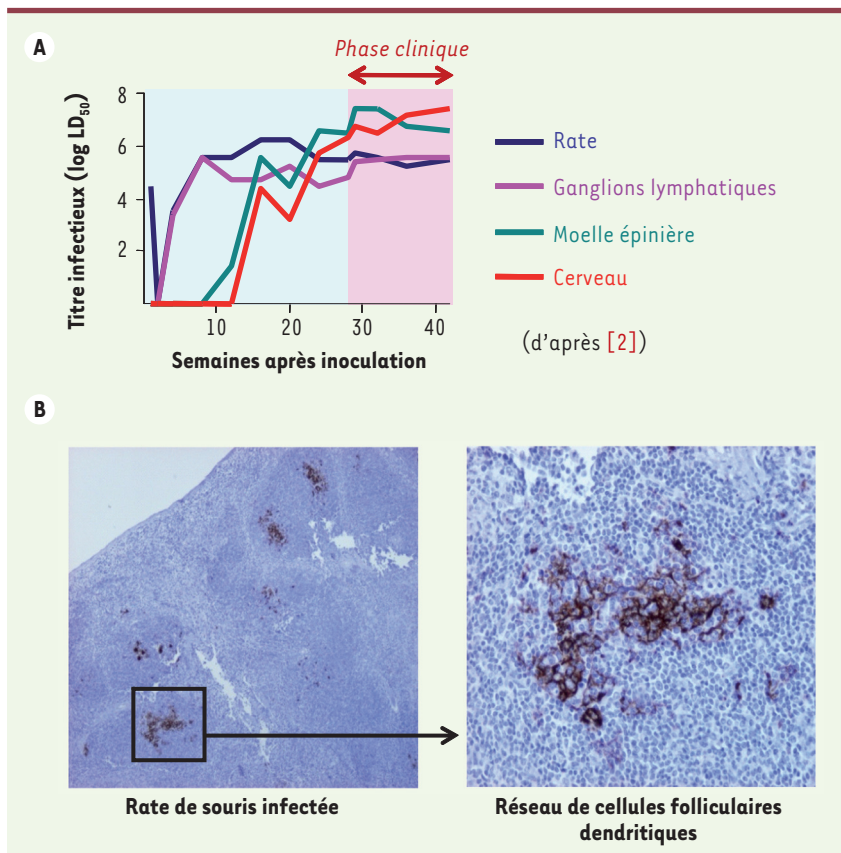 A
Phase clinique
Titre infectieux (log LD50)
8
6
4
2
10
20
30
40
Semaines après inoculation
Rate
Ganglions lymphatiques
Moelle épinière
Cerveau
(d'après [2])
B
Rate de souris infectée
Réseau de cellules folliculaires
dendritiques